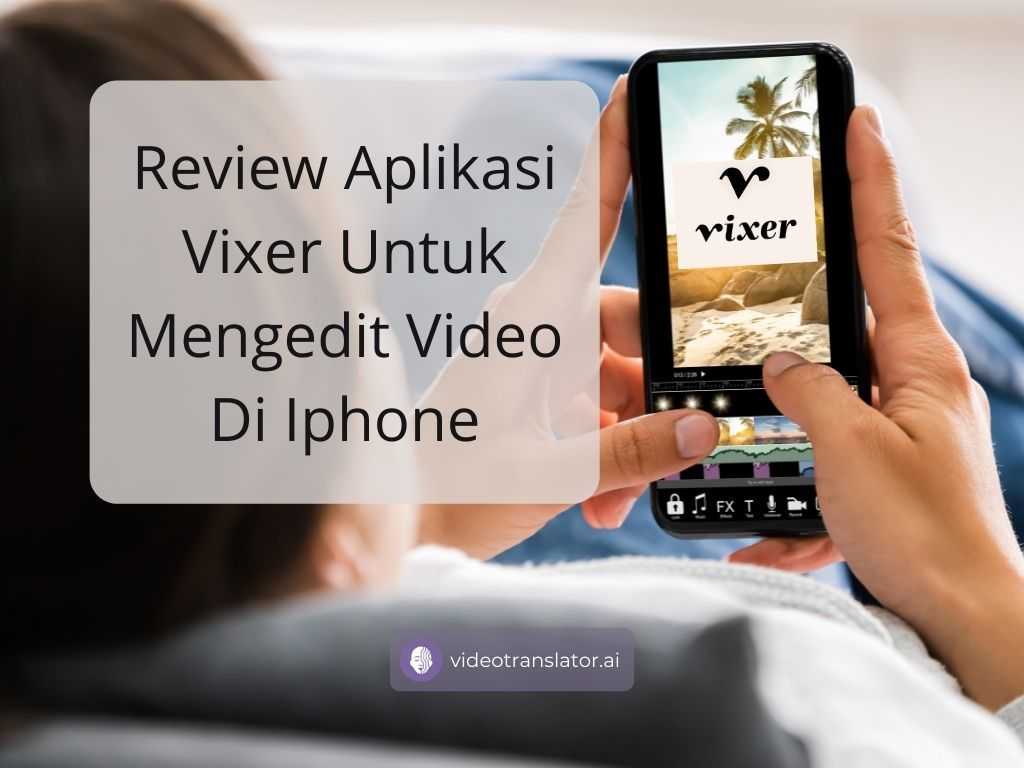 Review Aplikasi
Vixer Untuk
Mengedit Video
Di Iphone
v
vixer
FX
T
videotranslator.ai